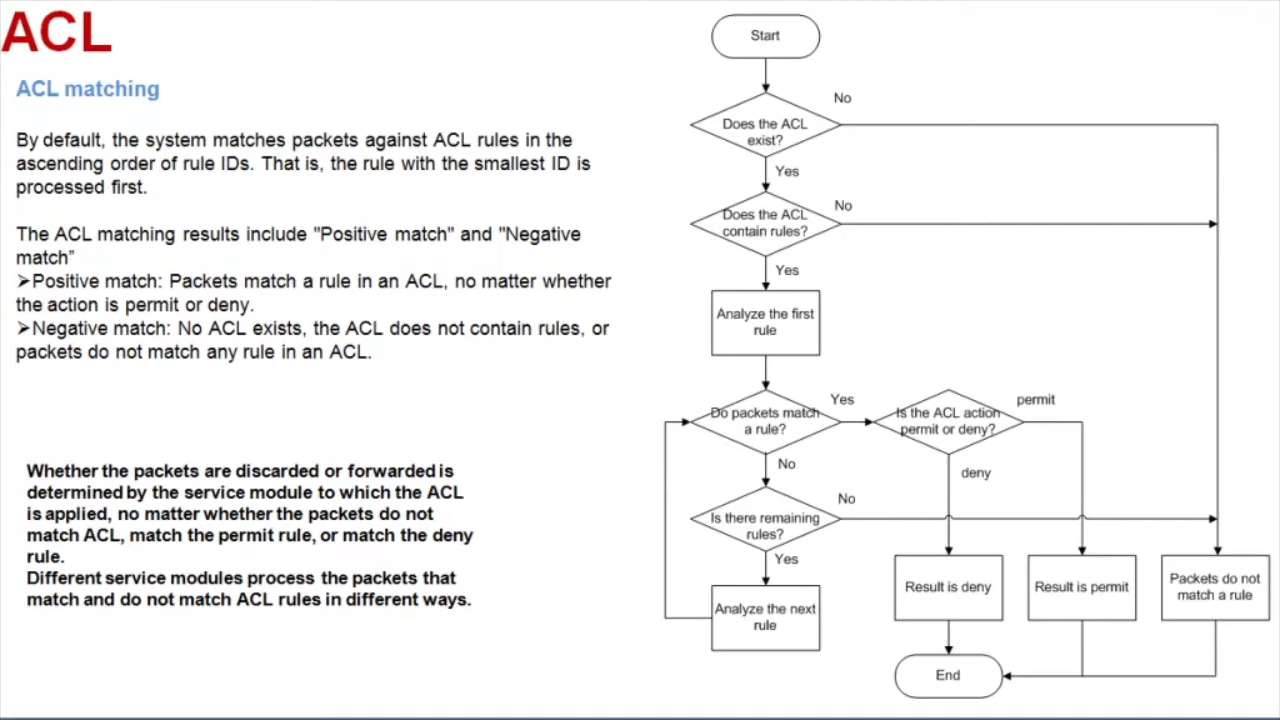 ACL
ACL matching
By default, the system matches packets against ACL rules in the
ascending order of rule IDs. That is, the rule with the smallest ID is
processed first.
The ACL matching results include "Positive match" and "Negative
match”
➢Positive match: Packets match a rule in an ACL, no matter whether
the action is permit or deny.
➢Negative match: No ACL exists, the ACL does not contain rules, or
packets do not match any rule in an ACL.
Whether the packets are discarded or forwarded is
determined by the service module to which the ACL
is applied, no matter whether the packets do not
match ACL, match the permit rule, or match the deny
rule.
Different service modules process the packets that
match and do not match ACL rules in different ways.
Start
No
Does the ACL
exist?
Yes
No
Does the ACL
contain rules?
Yes
Analyze the first
rule
Do packets match
a rule?
Yes
Is the ACL action
permit or deny?
permit
No
deny
No
Is there remaining
rules?
Yes
Analyze the next
rule
Result is deny
Result is permit
Packets do not
match a rule
End